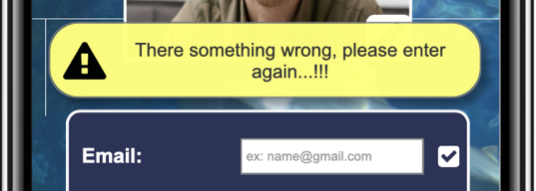 There something wrong, please enter
again...!!!
Email: ex: name@gmail.com